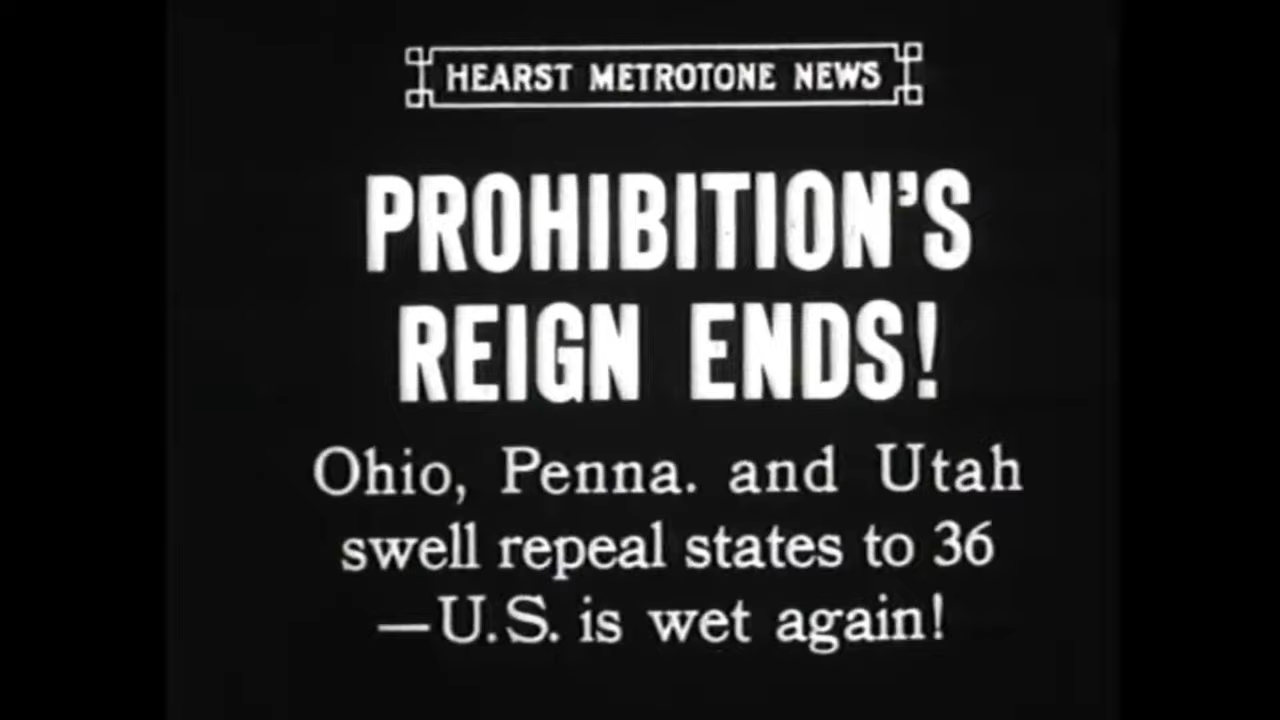 HEARST METROTONE NEWS
PROHIBITION'S
REIGN ENDS!
Ohio, Penna. and Utah
swell repeal states to 36
—U.S. is wet again!